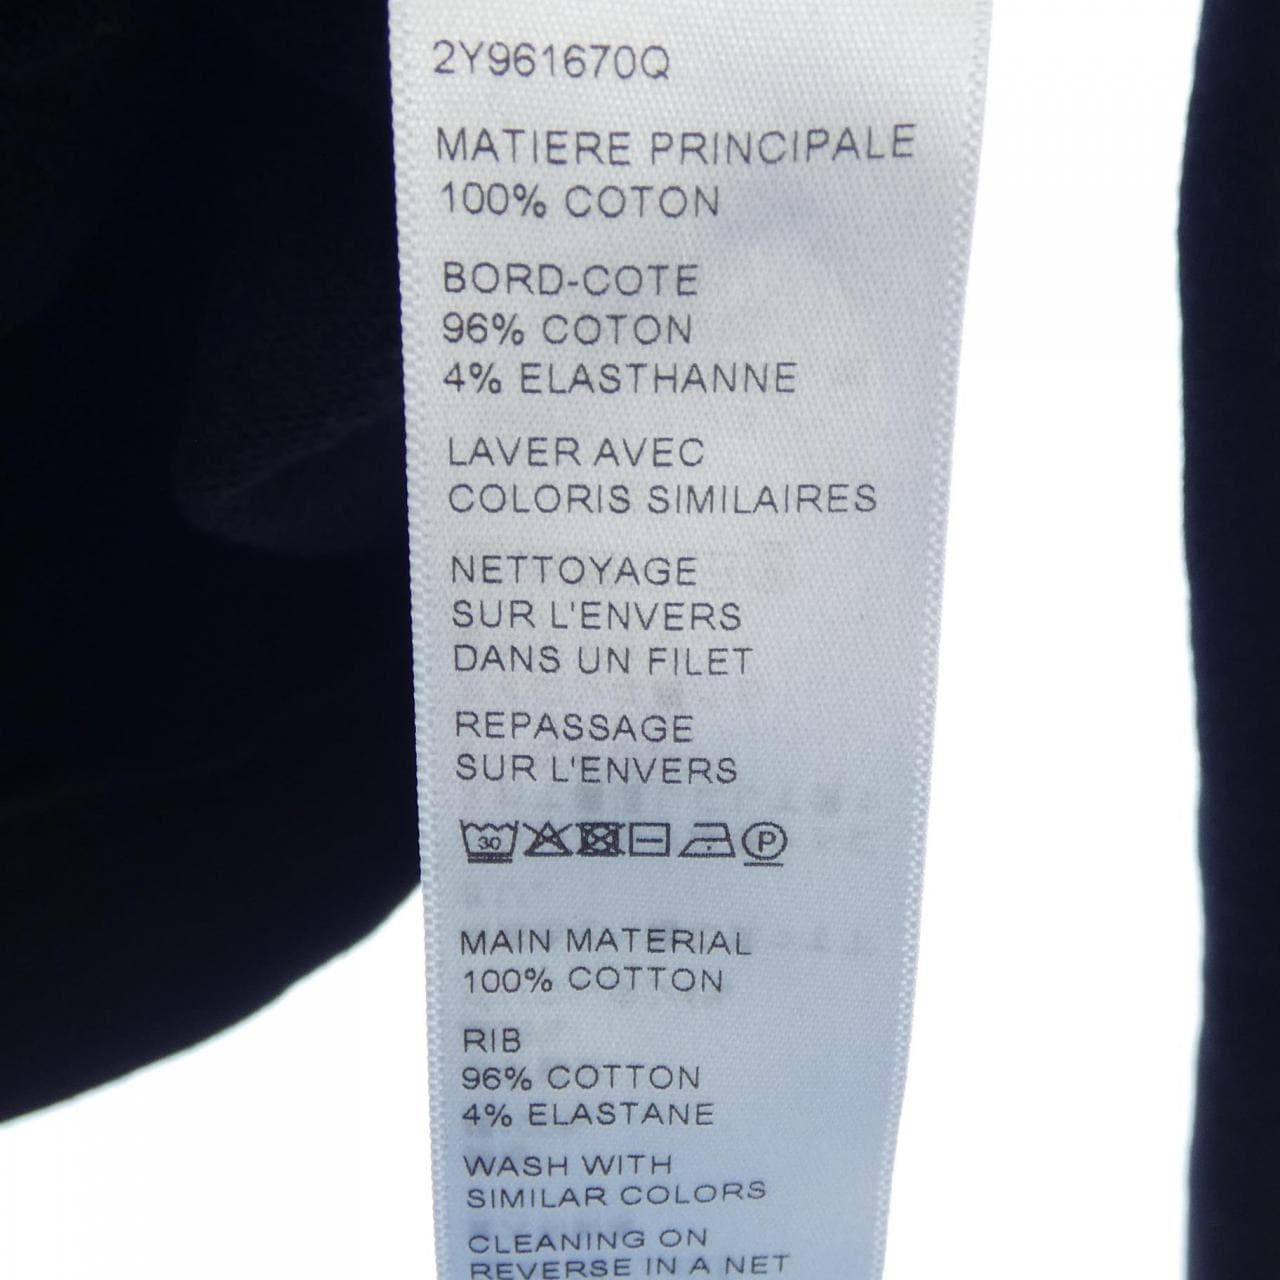 2Y961670Q
MATIERE PRINCIPALE
100% COTON
BORD-COTE
96% COTON
4% ELASTHANNE
LAVER AVEC
COLORIS SIMILAIRES
NETTOYAGE
SUR L'ENVERS
DANS UN FILET
REPASSAGE
SUR L'ENVERS
30 P
MAIN MATERIAL
100% COTTON
RIB
96% COTTON
4% ELASTANE
WASH WITH
SIMILAR COLORS
CLEANING ON
REVERSE IN A NET